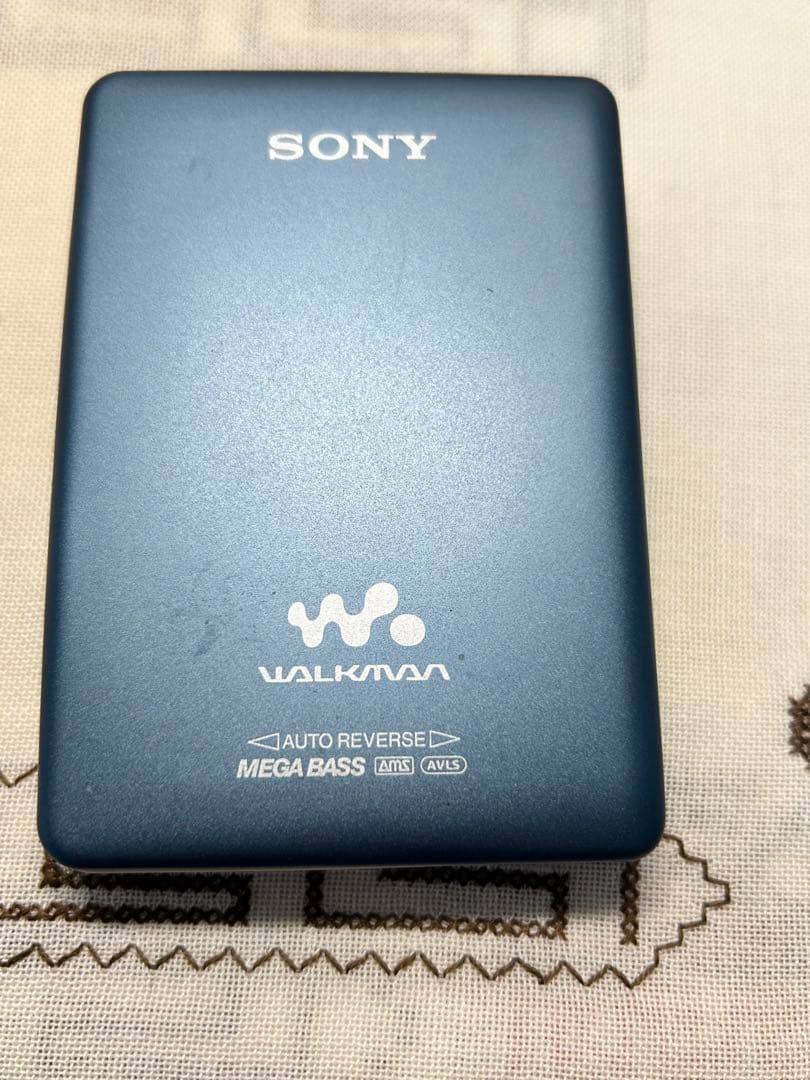 SONY
WALKMAN
AUTO REVERSE
MEGA BASS AMS AVLS